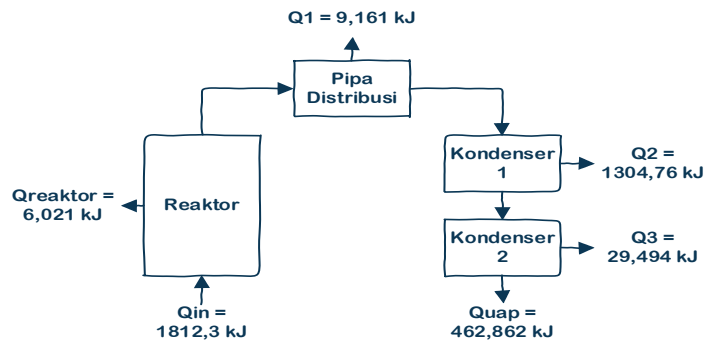 Q1 = 9,161 kJ
Pipa
Distribusi
Kondenser
1
Q2 =
1304,76 kJ
Qreaktor =
6,021 kJ
Reaktor
Kondenser
2
Q3 =
29,494 kJ
Qin =
1812,3 kJ
Quap =
462,862 kJ